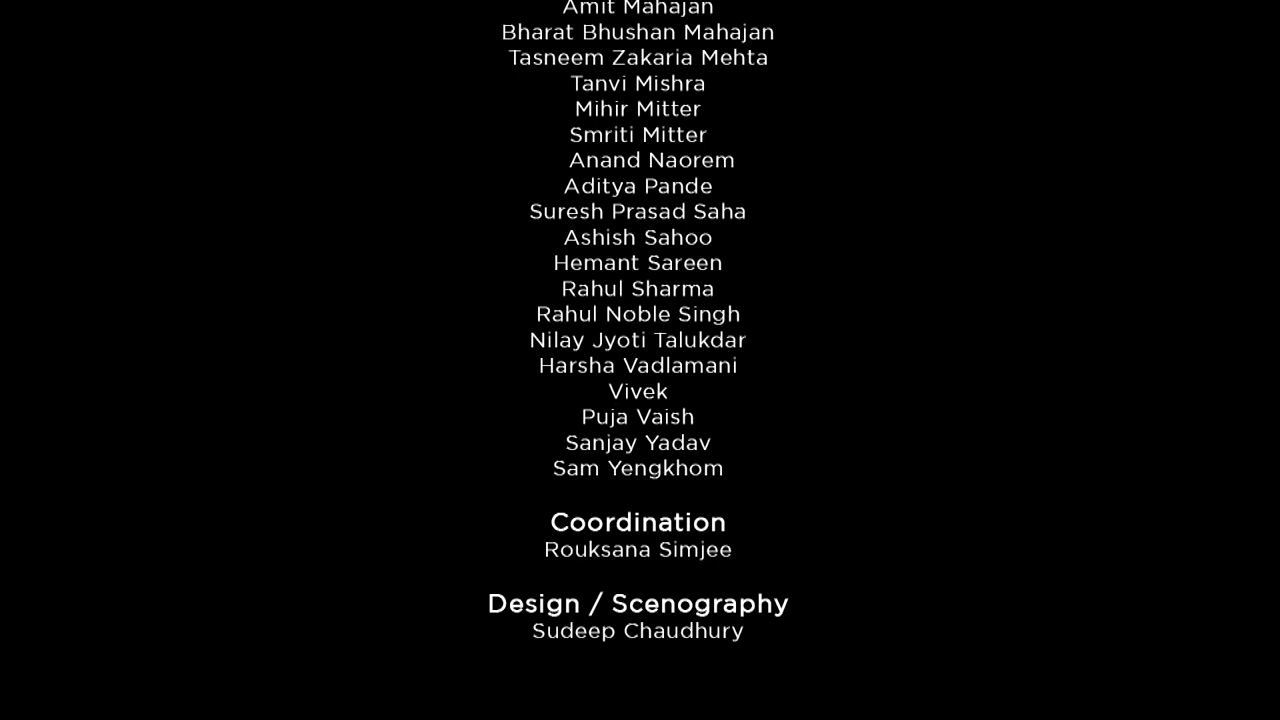 Amit Mahajan
Bharat Bhushan Mahajan
Tasneem Zakaria Mehta
Tanvi Mishra
Mihir Mitter
Smriti Mitter
Anand Naorem
Aditya Pande
Suresh Prasad Saha
Ashish Sahoo
Hemant Sareen
Rahul Sharma
Rahul Noble Singh
Nilay Jyoti Talukdar
Harsha Vadlamani
Vivek
Puja Vaish
Sanjay Yadav
Sam Yengkhom
Coordination
Rouksana Simjee
Design / Scenography
Sudeep Chaudhury